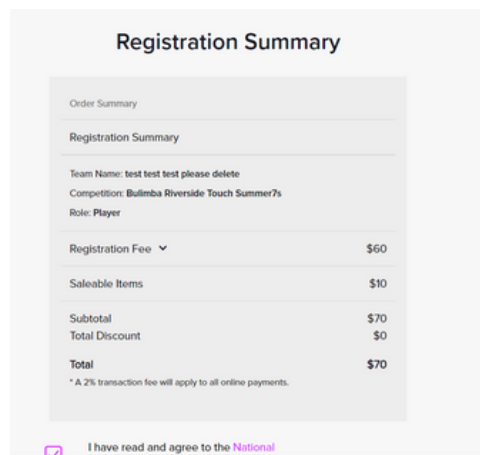 Registration Summary
Order Summary
Registration Summary
Team Name: test test test please delete
Competition: Bulimba Riverside Touch Summer7s
Role: Player
Registration Fee $60
Saleable Items $10
Subtotal $70
Total Discount $0
Total $70
* A 2% transaction fee will apply to all online payments.
I have read and agree to the National